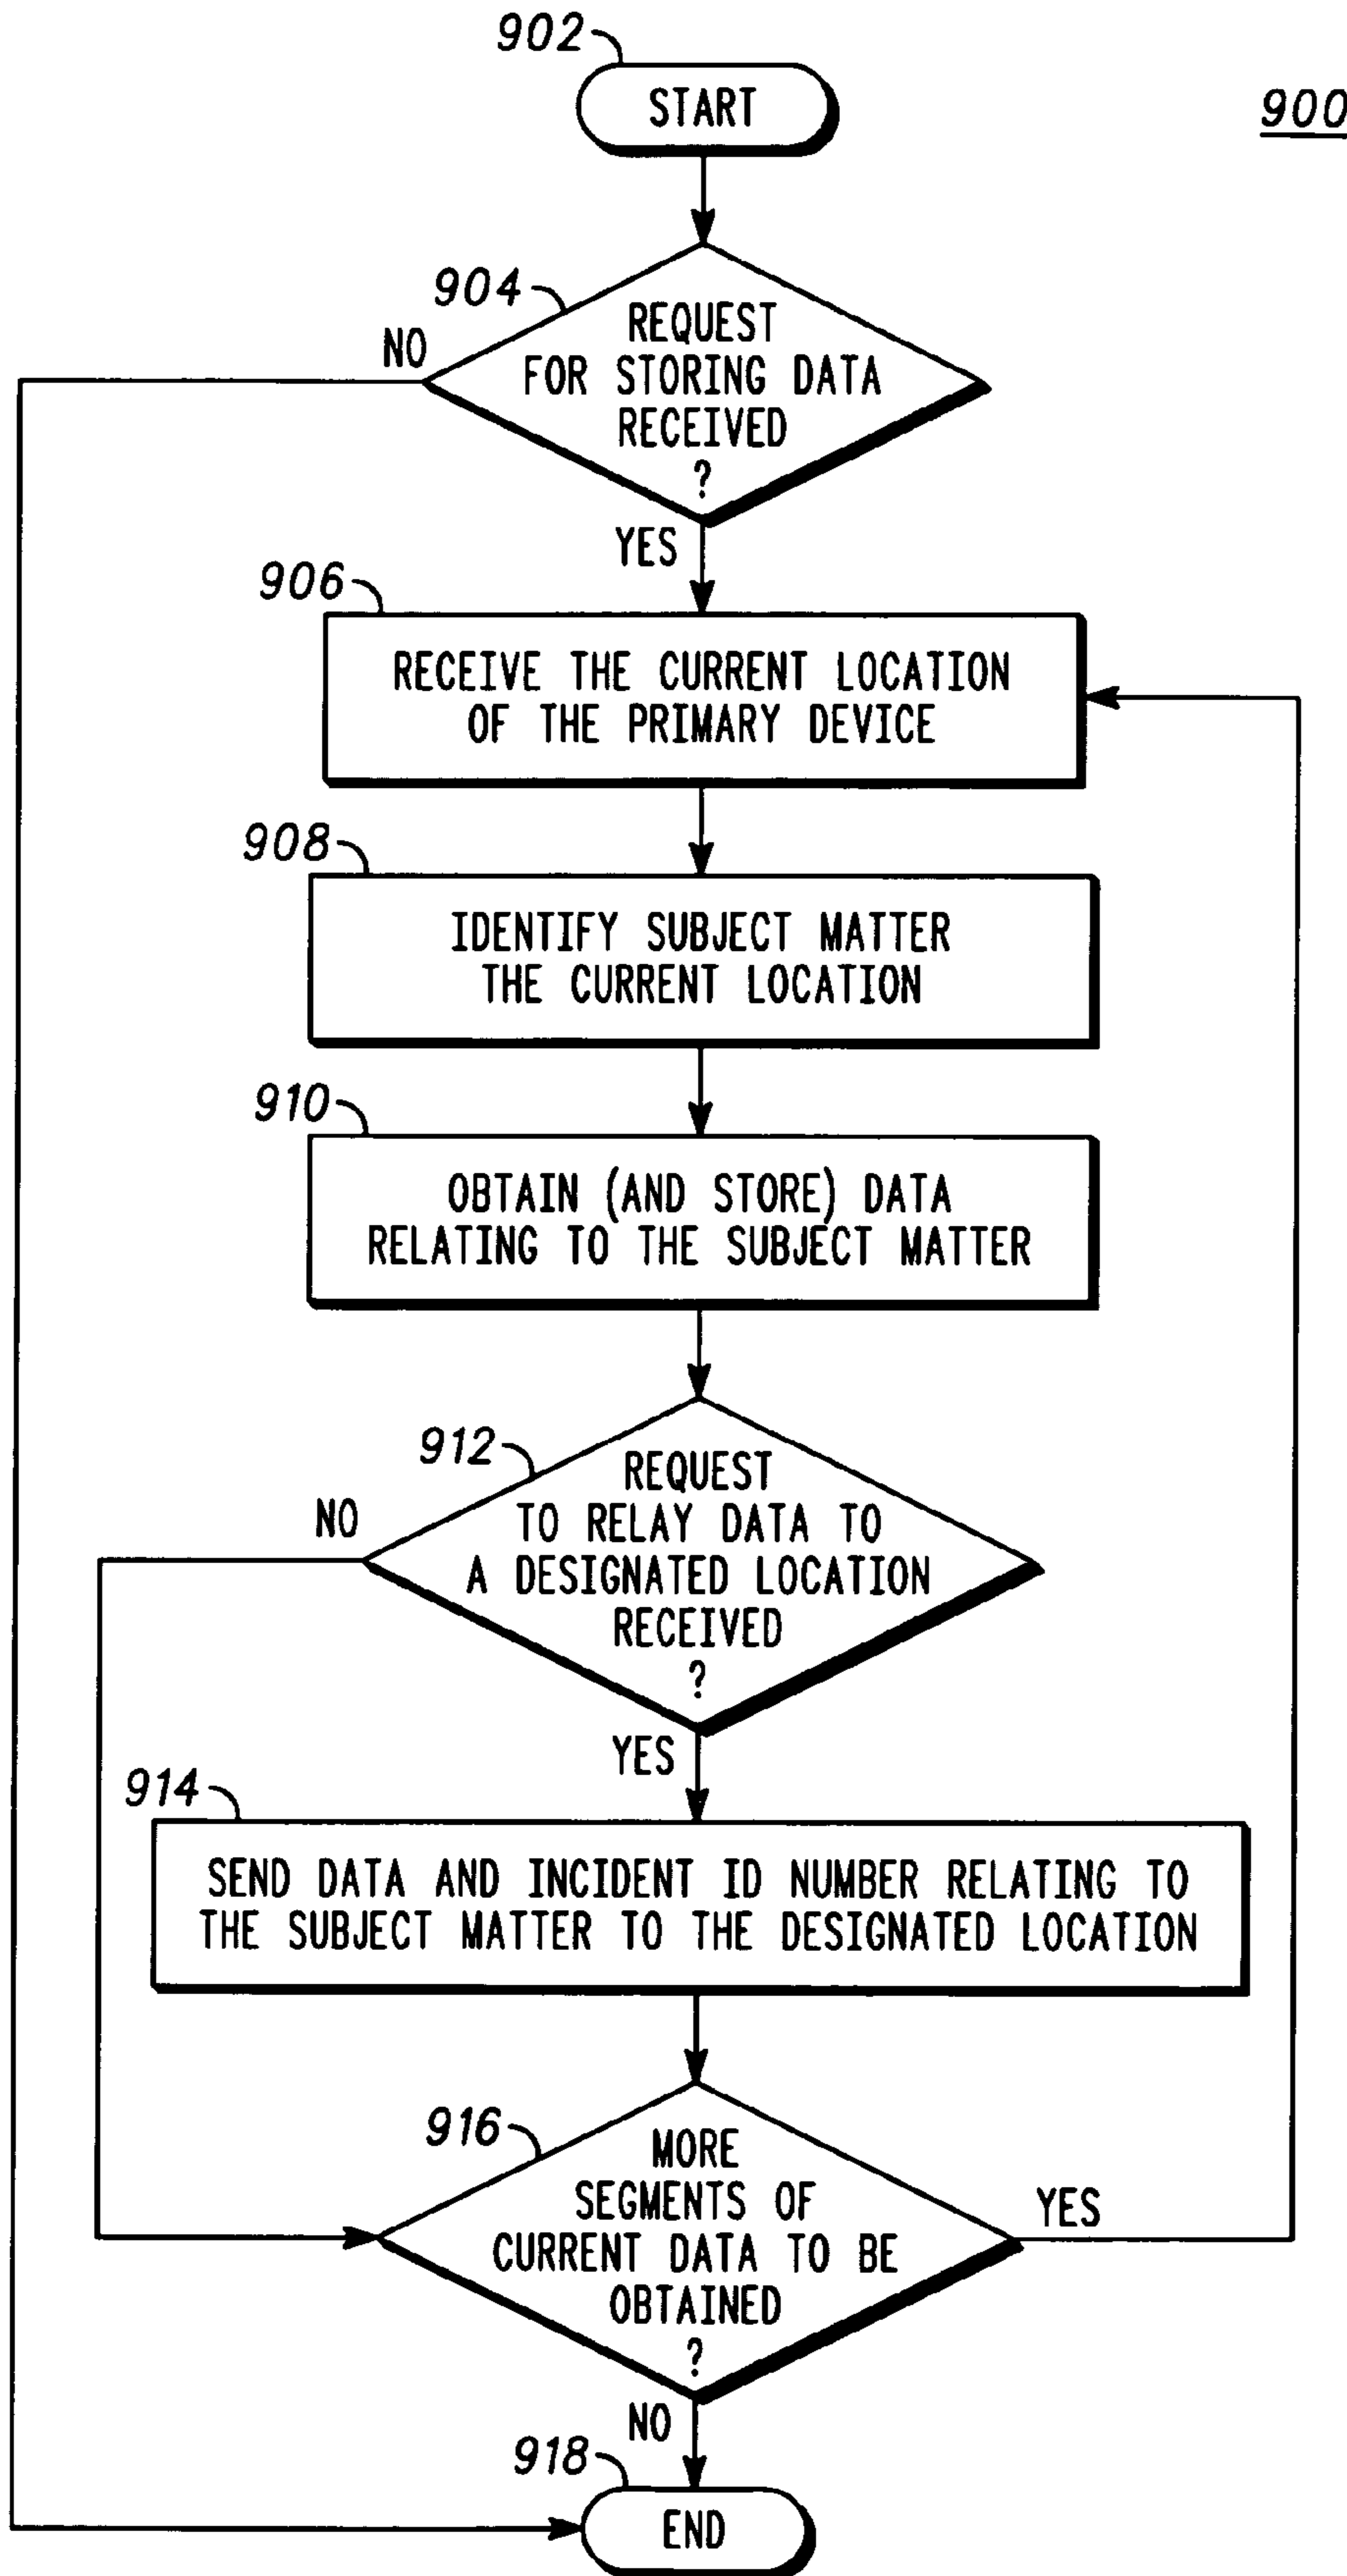 902
START
900
904
NO
REQUEST
FOR STORING DATA
RECEIVED
?
YES
906
RECEIVE THE CURRENT LOCATION
OF THE PRIMARY DEVICE
908
IDENTIFY SUBJECT MATTER
THE CURRENT LOCATION
910
OBTAIN (AND STORE) DATA
RELATING TO THE SUBJECT MATTER
912
NO
REQUEST
TO RELAY DATA TO
A DESIGNATED LOCATION
RECEIVED
?
YES
914
SEND DATA AND INCIDENT ID NUMBER RELATING TO
THE SUBJECT MATTER TO THE DESIGNATED LOCATION
916
MORE
SEGMENTS OF
CURRENT DATA TO BE
OBTAINED
?
YES
NO
918
END